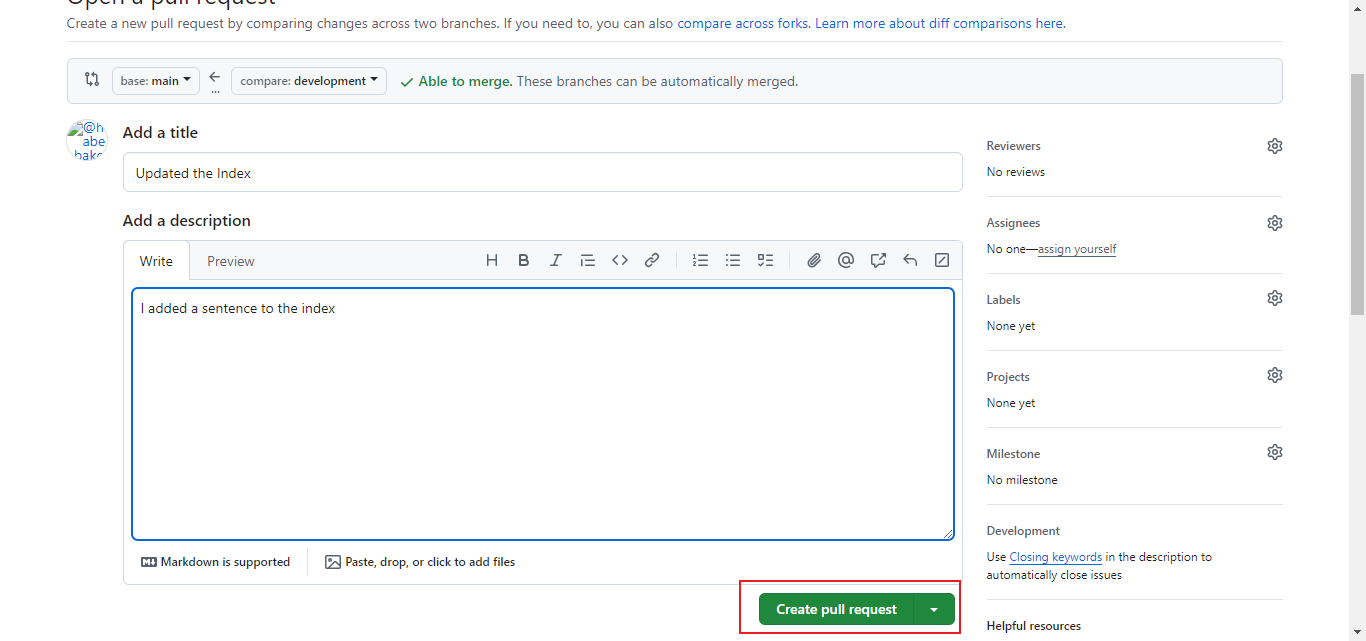 Open a pull request
Create a new pull request by comparing changes across two branches. If you need to, you can also compare across forks. Learn more about diff comparisons here.
base: main
compare: development
...
Able to merge. These branches can be automatically merged.
Add a title
Updated the Index
Add a description
Write
Preview
H B I
I added a sentence to the index
Markdown is supported
Paste, drop, or click to add files
Create pull request
Reviewers
No reviews
Assignees
No one—assign yourself
Labels
None yet
Projects
None yet
Milestone
No milestone
Development
Use Closing keywords in the description to
automatically close issues
Helpful resources